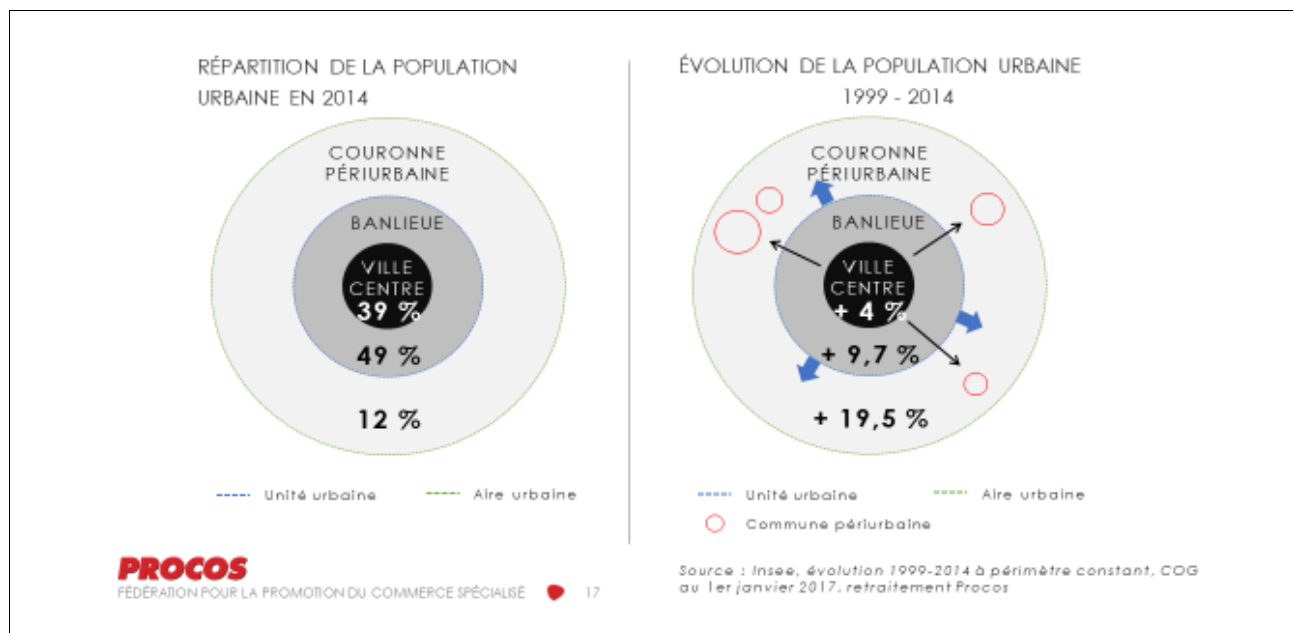 RÉPARTITION DE LA POPULATION
URBAINE EN 2014
COURONNE
PÉRIURBAINE
BANLIEUE
VILLE
CENTRE
39 %
49 %
12 %
Unité urbaine
Aire urbaine
ÉVOLUTION DE LA POPULATION URBAINE
1999 - 2014
COURONNE
PÉRIURBAINE
BANLIEUE
VILLE
CENTRE
+ 4 %
+ 9,7 %
+ 19,5 %
Unité urbaine
Aire urbaine
Commune périurbaine
PROCOS
FÉDÉRATION POUR LA PROMOTION DU COMMERCE SPÉCIALISÉ
17
Source : Insee, évolution 1999-2014 à périmètre constant, COG
au 1er janvier 2017, retraitement Procos